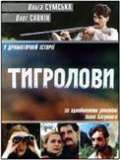 Ольга
СУМСЬКА
Олег
САВКІН
У ДРАМАТИЧНІЙ ІСТОРІЇ
ТИГРОЛОВИ
за однойменним романом
Івана Багряного